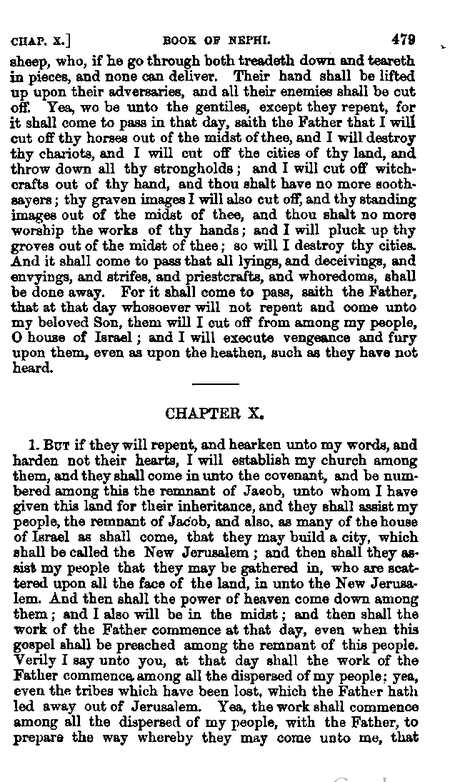 CHAP. X.] BOOK OF NEPHI. 479
sheep, who, if he go through both treadeth down and teareth
in pieces, and none can deliver. Their hand shall be lifted
up upon their adversaries, and all their enemies shall be cut
off. Yea, wo be unto the gentiles, except they repent, for
it shall come to pass in that day, saith the Father that I will
cut off thy horses out of the midst of thee, and I will destroy
thy chariots, and I will cut off the cities of thy land, and
throw down all thy strongholds; and I will cut off witch-
crafts out of thy hand, and thou shalt have no more sooth-
sayers; thy graven images I will also cut off, and thy standing
images out of the midst of thee, and thou shalt no more
worship the works of thy hands; and I will pluck up thy
groves out of the midst of thee; so will I destroy thy cities.
And it shall come to pass that all lyings, and deceivings, and
envyings, and strifes, and priestcrafts, and whoredoms, shall
be done away. For it shall come to pass, saith the Father,
that at that day whosoever will not repent and come unto
my beloved Son, them will I cut off from among my people,
O house of Israel; and I will execute vengeance and fury
upon them, even as upon the heathen, such as they have not
heard.
CHAPTER X.
1. But if they will repent, and hearken unto my words, and
harden not their hearts, I will establish my church among
them, and they shall come in unto the covenant, and be num-
bered among this the remnant of Jacob, unto whom I have
given this land for their inheritance, and they shall assist my
people, the remnant of Jacob, and also, as many of the house
of Israel as shall come, that they may build a city, which
shall be called the New Jerusalem; and then shall they as-
sist my people that they may be gathered in, who are scat-
tered upon all the face of the land, in unto the New Jerusa-
lem. And then shall the power of heaven come down among
them; and I also will be in the midst; and then shall the
work of the Father commence at that day, even when this
gospel shall be preached among the remnant of this people.
Verily I say unto you, at that day shall the work of the
Father commence among all the dispersed of my people; yea,
even the tribes which have been lost, which the Father hath
led away out of Jerusalem. Yea, the work shall commence
among all the dispersed of my people, with the Father, to
prepare the way whereby they may come unto me, that